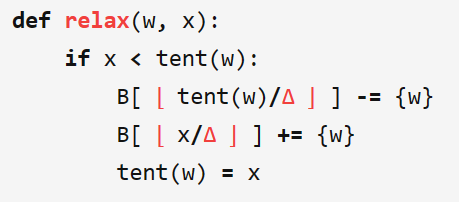 def relax(w, x):
if x < tent(w):
B[ ⌊ tent(w)/Δ ⌋ ] -= {w}
B[ ⌊ x/Δ ⌋ ] += {w}
tent(w) = x